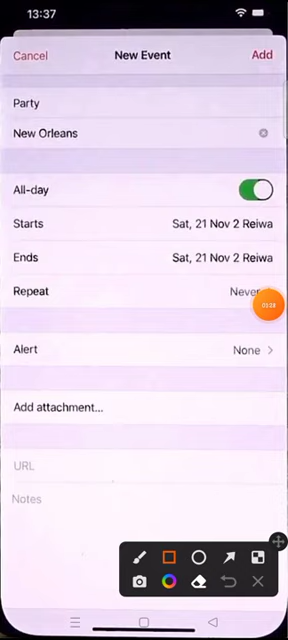 13:37
Cancel New Event Add
Party
New Orleans
All-day
Starts Sat, 21 Nov 2 Reiwa
Ends Sat, 21 Nov 2 Reiwa
Repeat Never
Alert None
Add attachment...
URL
Notes